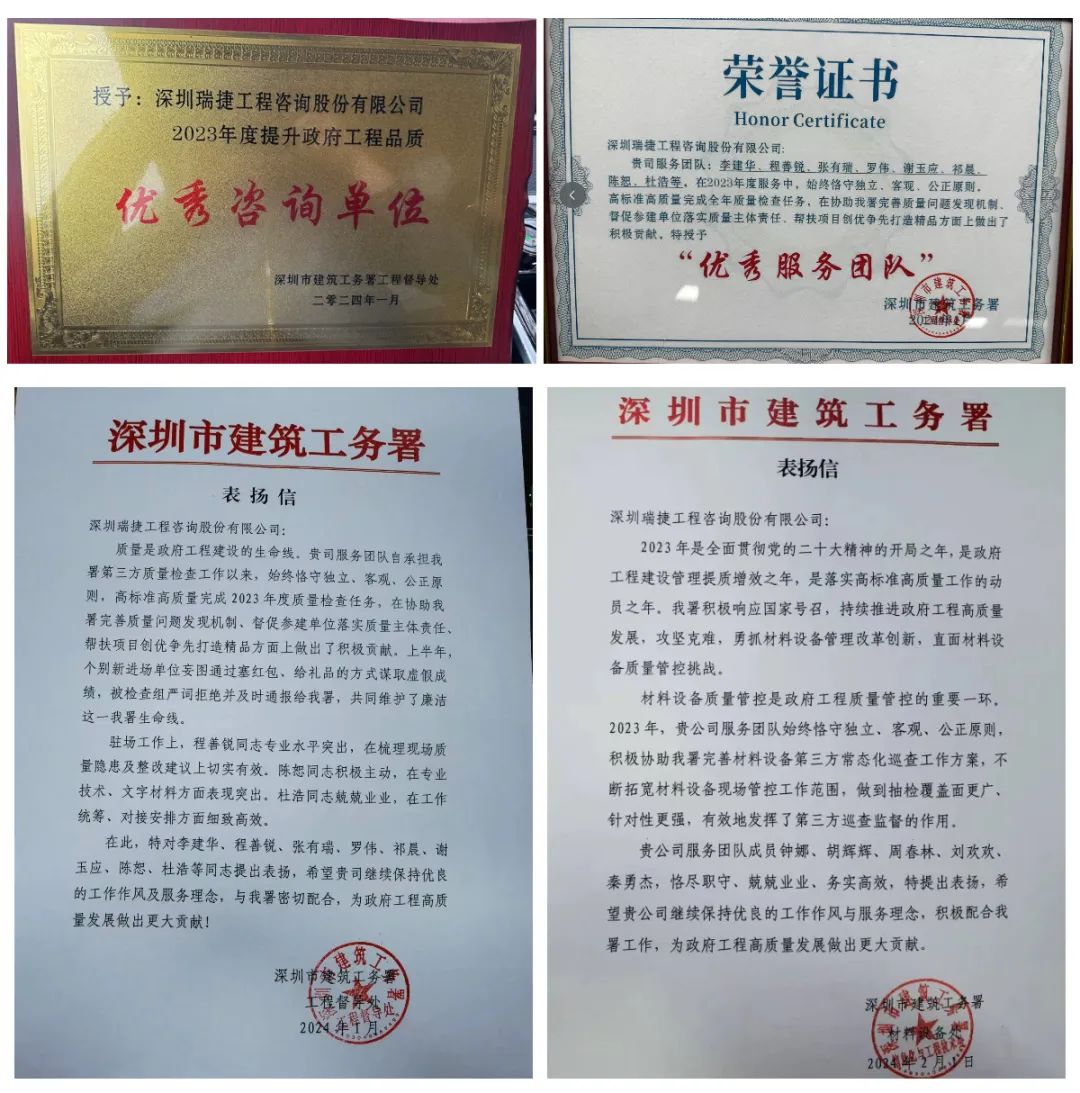 授予：深圳瑞捷工程咨询股份有限公司
2023年度提升政府工程品质
优秀咨询单位
深圳市建筑工务署工程督导处
二零二四年一月
荣誉证书
Honor Certificate
深圳瑞捷工程咨询股份有限公司:
贵司服务团队：李建华、程善锐、张有瑞、罗伟、谢玉应、祁晨、
陈恕、杜浩等，在2023年度服务中，始终恪守独立、客观、公正原则，
高标准高质量完成全年质量检查任务，在协助我署完善质量问题发现机制、
督促参建单位落实质量主体责任、帮扶项目创优争先打造精品方面上做出了
积极贡献。特授予
“优秀服务团队”
深圳市建筑工务署
深圳市建筑工务署
表扬信
深圳瑞捷工程咨询股份有限公司：
质量是政府工程建设的生命线。贵司服务团队自承担我
署第三方质量检查工作以来，始终恪守独立、客观、公正原
则，高标准高质量完成 2023 年度质量检查任务，在协助我
署完善质量问题发现机制、督促参建单位落实质量主体责任、
帮扶项目创优争先打造精品方面上做出了积极贡献。上半年，
个别新进场单位妄图通过塞红包、给礼品的方式谋取虚假成
绩，被检查组严词拒绝并及时通报给我署，共同维护了廉洁
这一我署生命线。
驻场工作上，程善锐同志专业水平突出，在梳理现场质
量隐患及整改建议上切实有效。陈恕同志积极主动，在专业
技术、文字材料方面表现突出。杜浩同志兢兢业业，在工作
统筹、对接安排方面细致高效。
在此，特对李建华、程善锐、张有瑞、罗伟、祁晨、谢
玉应、陈恕、杜浩等同志提出表扬，希望贵司继续保持优良
的工作作风及服务理念，与我署密切配合，为政府工程高质
量发展做出更大贡献！
深圳市建筑工务署
工程督导处
2024 年 1 月
深圳市建筑工务署
表扬信
深圳瑞捷工程咨询股份有限公司：
2023 年是全面贯彻党的二十大精神的开局之年，是政府
工程建设管理提质增效之年，是落实高标准高质量工作的动
员之年。我署积极响应国家号召，持续推进政府工程高质量
发展，攻坚克难，勇抓材料设备管理改革创新，直面材料设
备质量管控挑战。
材料设备质量管控是政府工程质量管控的重要一环。
2023 年，贵公司服务团队始终恪守独立、客观、公正原则，
积极协助我署完善材料设备第三方常态化巡查工作方案，不
断拓宽材料设备现场管控工作范围，做到抽检覆盖面更广、
针对性更强，有效地发挥了第三方巡查监督的作用。
贵公司服务团队成员钟娜、胡辉辉、周春林、刘欢欢、
秦勇杰，恪尽职守、兢兢业业、务实高效，特提出表扬，希
望贵公司继续保持优良的工作作风与服务理念，积极配合我
署工作，为政府工程高质量发展做出更大贡献。
深圳市建筑工务署
材料设备处
2024 年 2 月 1 日